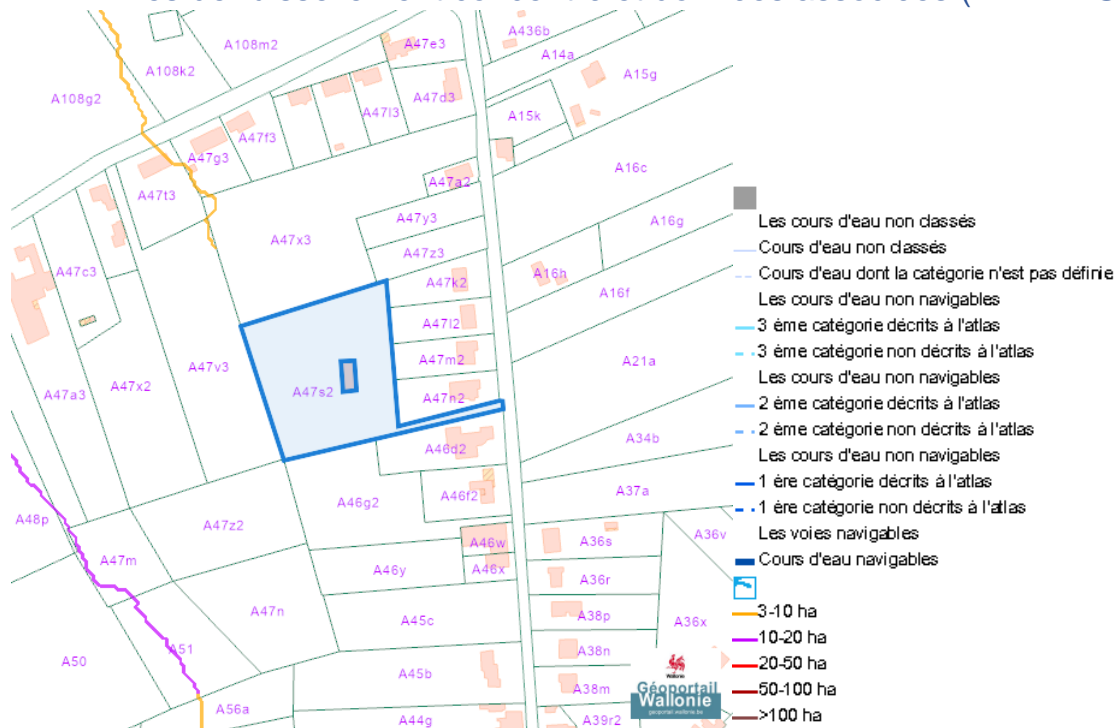 A108m2
A47e3
A436b
A14a
A108k2
A15g
A108g2
A47d3
A47l3
A15k
A47f3
A47g3
A16c
A47t3
A47a2
A47y3
A16g
A47x3
A47z3
A47c3
A16h
A47k2
A16f
A47l2
A47v3
A47m2
A21a
A47x2
A47s2
A47a3
A47n2
A34b
A46d2
A37a
A46f2
A46g2
A48p
A47z2
A36v
A46w
A36s
A47m
A46y
A46x
A36r
A47n
A45c
A38p
A36x
A51
A38n
A50
A45b
A38m
A56a
A44g
A39r2
Wallonie
Géoportail
Wallonie
geoportail.wallonie.be
Les cours d'eau non classés
Cours d'eau non classés
Cours d'eau dont la catégorie n'est pas définie
Les cours d'eau non navigables
3 ème catégorie décrits à l'atlas
3 ème catégorie non décrits à l'atlas
Les cours d'eau non navigables
2 ème catégorie décrits à l'atlas
2 ème catégorie non décrits à l'atlas
Les cours d'eau non navigables
1 ère catégorie décrits à l'atlas
1 ère catégorie non décrits à l'atlas
Les voies navigables
Cours d'eau navigables
3-10 ha
10-20 ha
20-50 ha
50-100 ha
>100 ha